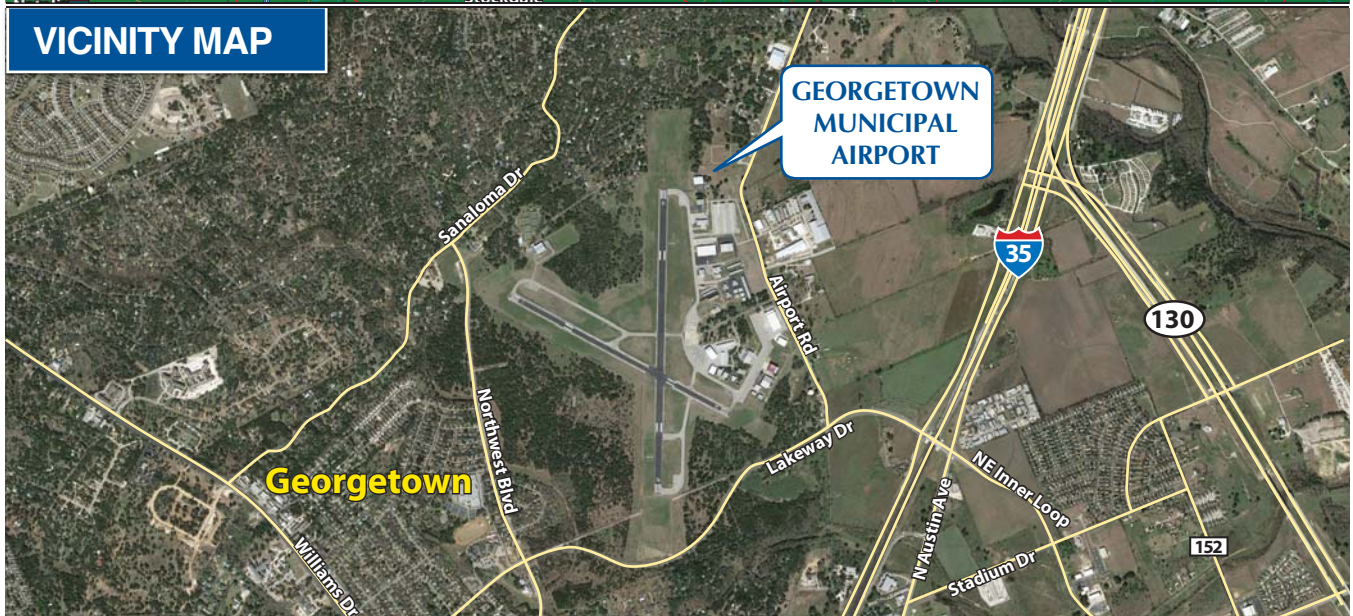 Stockdale
VICINITY MAP
GEORGETOWN
MUNICIPAL
AIRPORT
Sanaloma Dr
35
Airport Rd
130
Northwest Blvd
Georgetown
Lakeway Dr
NE Inner Loop
N Austin Ave
Williams Dr
Stadium Dr
152